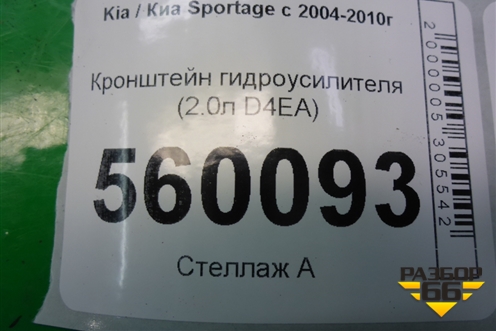 Kia / Киа Sportage с 2004-2010г
Кронштейн гидроусилителя
(2.0л D4EA)
560093
Стеллаж А
2000005305542
РАЗБОР
66